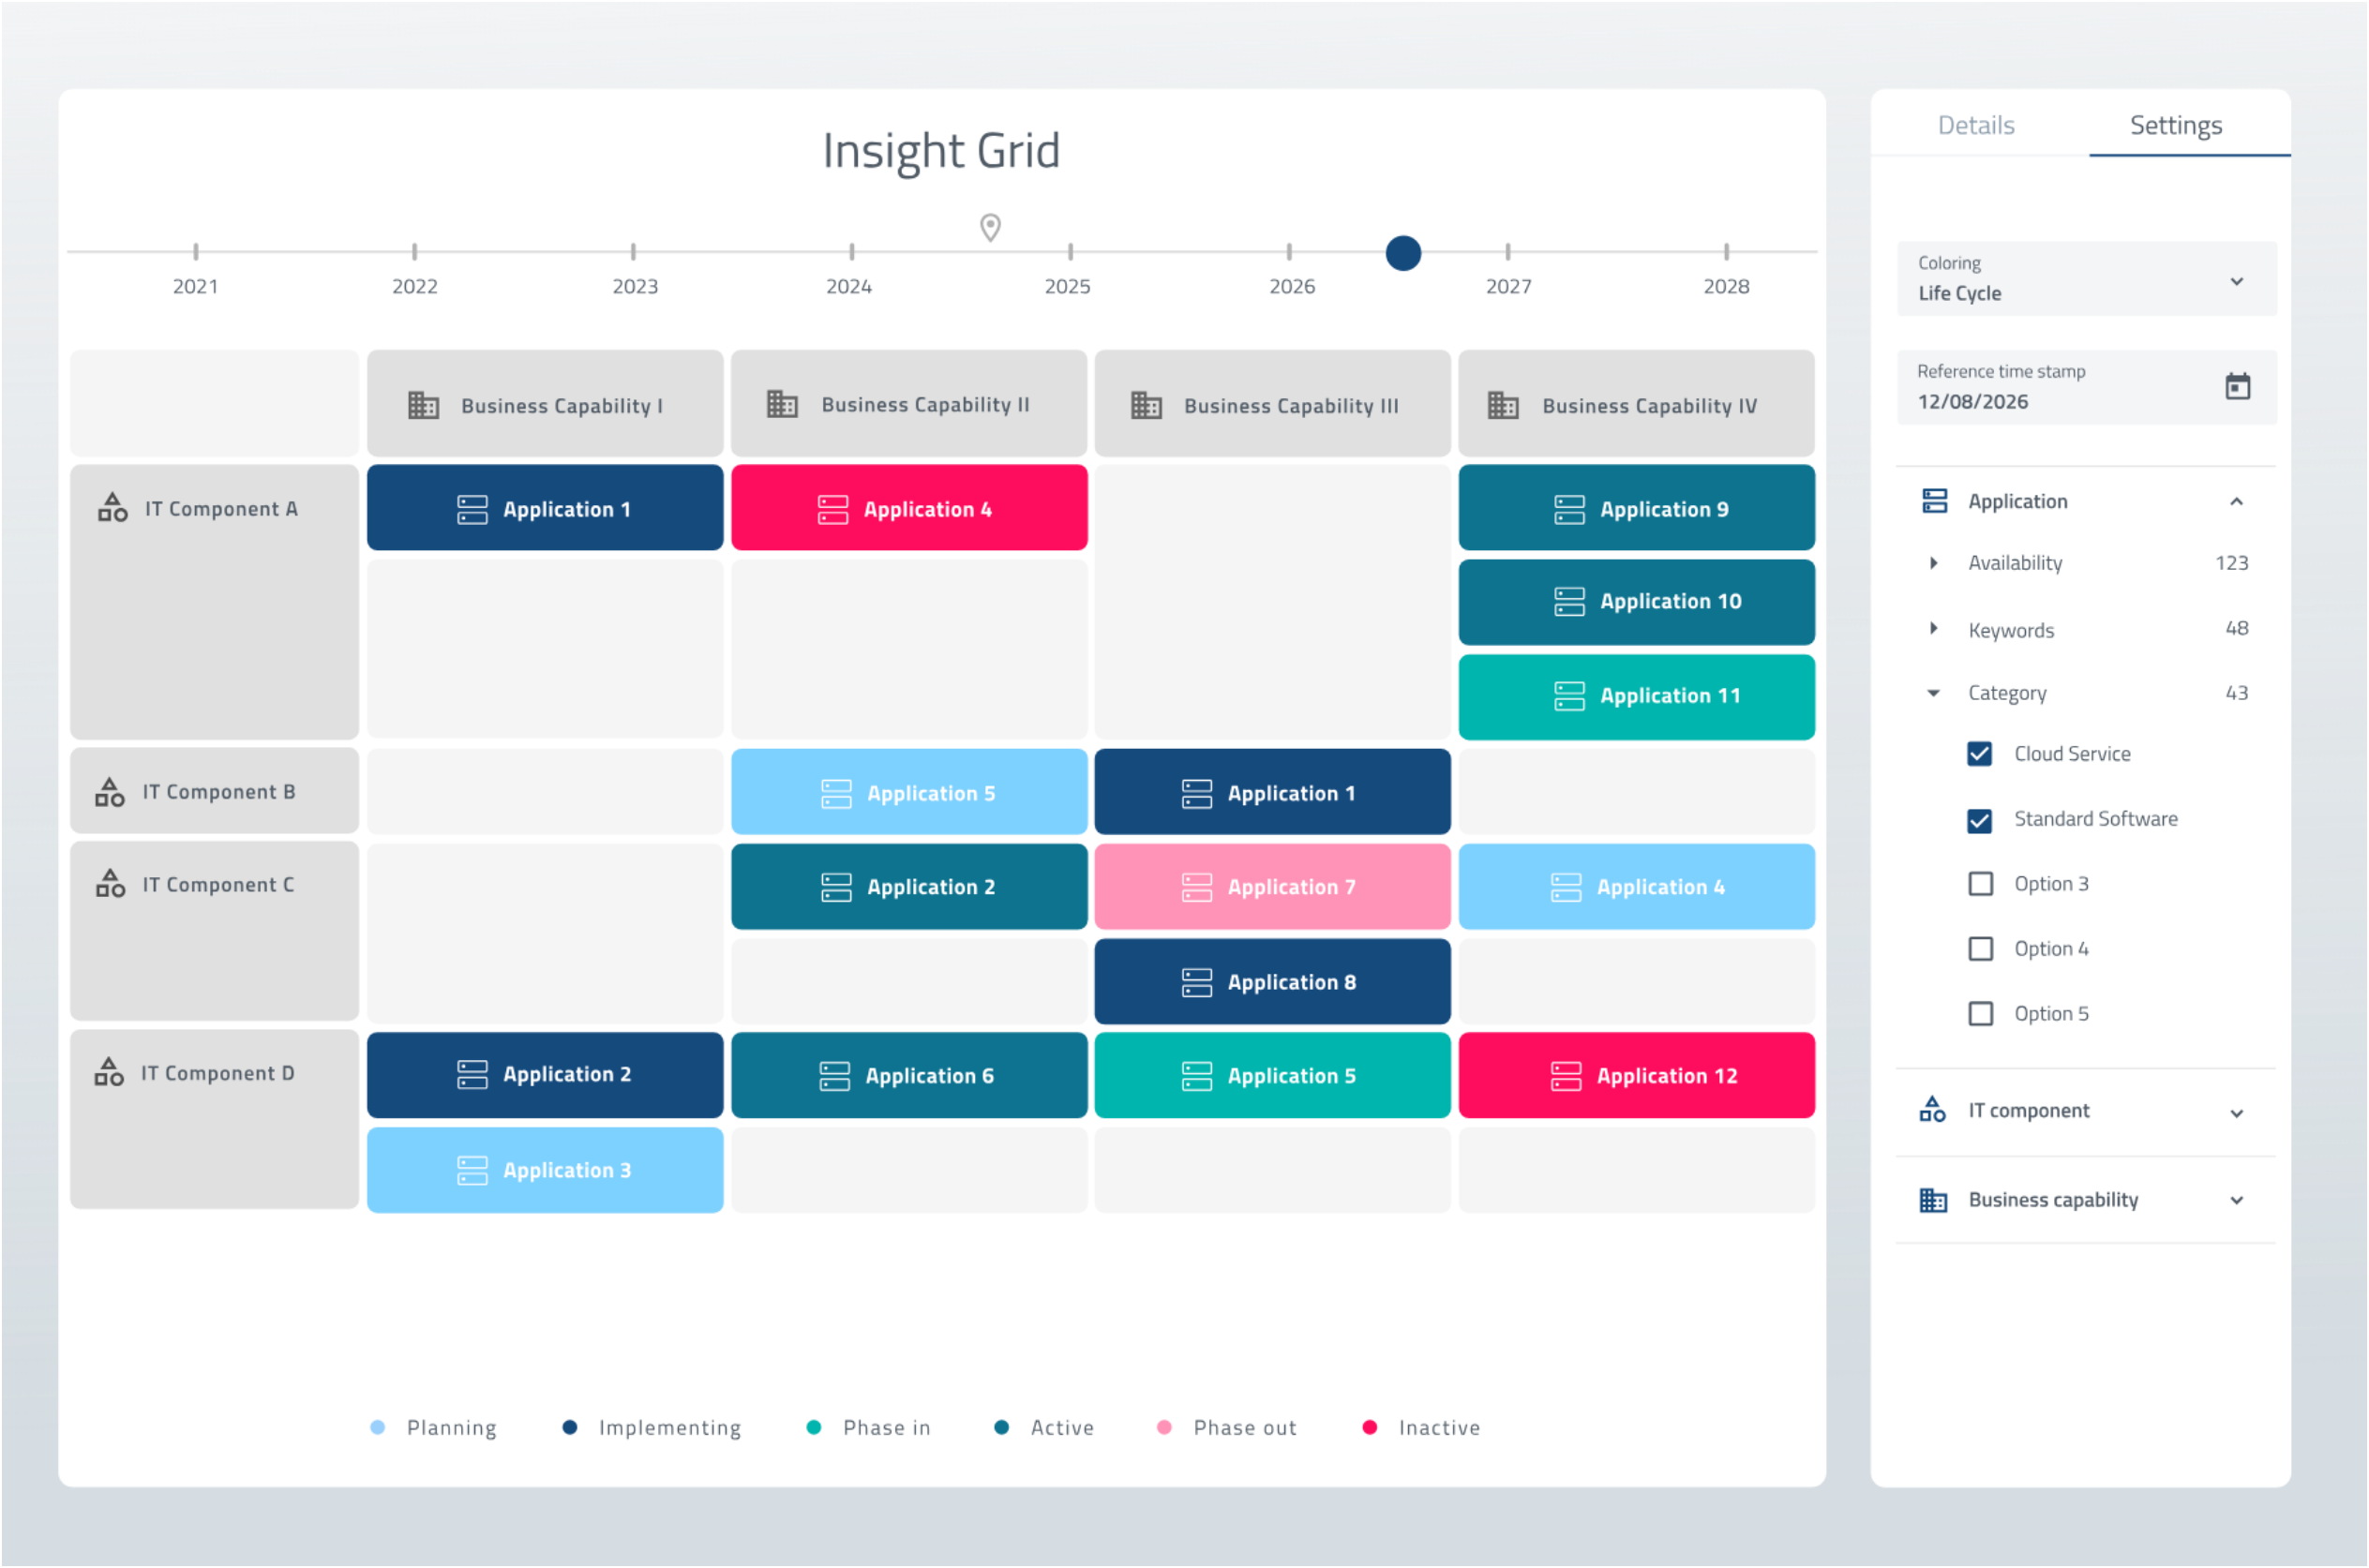 Insight Grid
2021 2022 2023 2024 2025 2026 2027 2028
Business Capability I Business Capability II Business Capability III Business Capability IV
IT Component A Application 1 Application 4 Application 9
Application 10
Application 11
IT Component B Application 5 Application 1
IT Component C Application 2 Application 7 Application 4
Application 8
IT Component D Application 2 Application 6 Application 5 Application 12
Application 3
Planning Implementing Phase in Active Phase out Inactive
Details Settings
Coloring
Life Cycle
Reference time stamp
12/08/2026
Application
Availability 123
Keywords 48
Category 43
Cloud Service
Standard Software
Option 3
Option 4
Option 5
IT component
Business capability